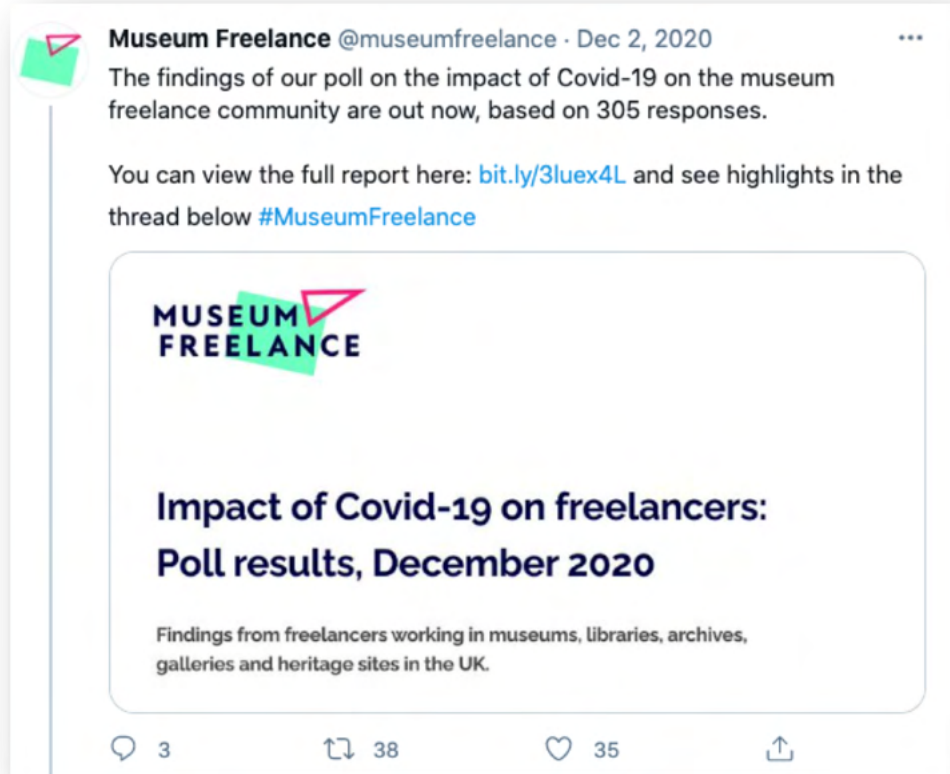 Museum Freelance @museumfreelance · Dec 2, 2020
The findings of our poll on the impact of Covid-19 on the museum
freelance community are out now, based on 305 responses.
You can view the full report here: bit.ly/3luex4L and see highlights in the
thread below #MuseumFreelance
MUSEUM
FREELANCE
Impact of Covid-19 on freelancers:
Poll results, December 2020
Findings from freelancers working in museums, libraries, archives,
galleries and heritage sites in the UK.
3 38 35